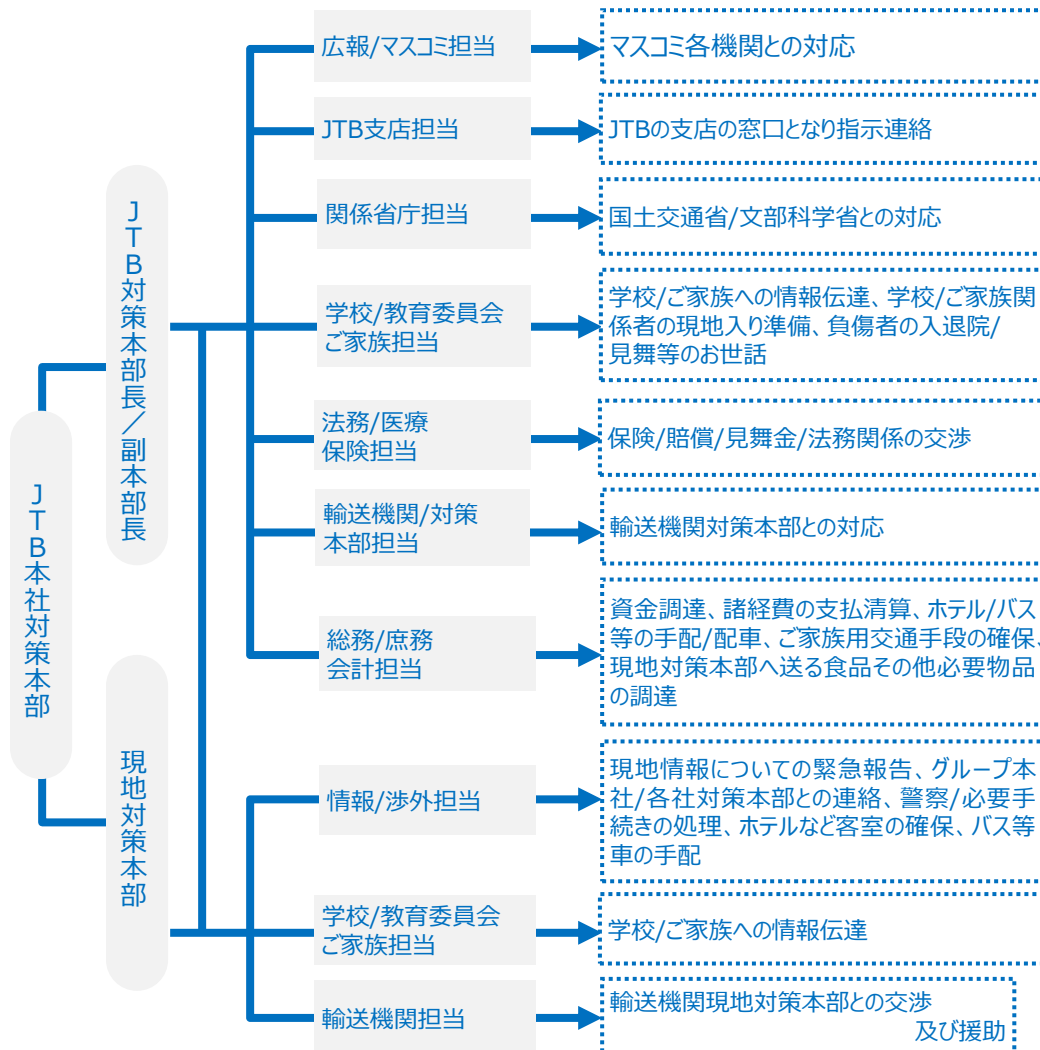 JTB本社対策本部
JTB対策本部長/副本部長
広報/マスコミ担当
マスコミ各機関との対応
JTB支店担当
JTBの支店の窓口となり指示連絡
関係省庁担当
国土交通省/文部科学省との対応
学校/教育委員会
ご家族担当
学校/ご家族への情報伝達、学校/ご家族関
係者の現地入り準備、負傷者の入退院/
見舞等のお世話
法務/医療
保険担当
保険/賠償/見舞金/法務関係の交渉
輸送機関/対策
本部担当
輸送機関対策本部との対応
総務/庶務
会計担当
資金調達、諸経費の支払清算、ホテル/バス
等の手配/配車、ご家族用交通手段の確保、
現地対策本部へ送る食品その他必要物品
の調達
現地対策本部
情報/渉外担当
現地情報についての緊急報告、グループ本
社/各社対策本部との連絡、警察/必要手
続きの処理、ホテルなど客室の確保、バス等
車の手配
学校/教育委員会
ご家族担当
学校/ご家族への情報伝達
輸送機関担当
輸送機関現地対策本部との交渉
及び援助